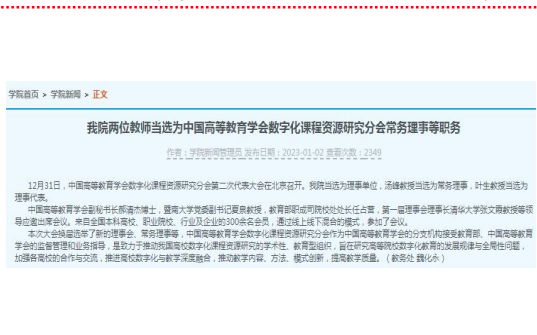 学院首页 > 学院新闻 > 正文
我院两位教师当选为中国高等教育学会数字化课程资源研究分会常务理事等职务
作者：学院新闻管理员 发布日期：2023-01-02 查看次数：2349
12月31日，中国高等教育学会数字化课程资源研究分会第二次代表大会在北京召开。我院当选为理事单位，汤峰教授当选为常务理事，叶生教授当选为
理事代表。
中国高等教育学会副秘书长郝清杰博士，暨南大学党委副书记夏泉教授，教育部职成司院校处处长任占营，第一届理事会理事长清华大学张文霞教授等领
导应邀出席会议。来自全国本科高校、职业院校、行业及企业的300余名会员，通过线上线下混合的模式，参加了会议。
本次大会换届选举了新的理事会、常务理事等，中国高等教育学会数字化课程资源研究分会作为中国高等教育学会的分支机构接受教育部、中国高等教育
学会的监督管理和业务指导，是致力于推动我国高校数字化课程资源研究的学术性、教育型组织，旨在研究高等院校数字化教育的发展规律与全局性问题，
加强各高校的合作与交流，推进高校数字化与教学深度融合，推动教学内容、方法、模式创新，提高教学质量。（教务处 魏化永）